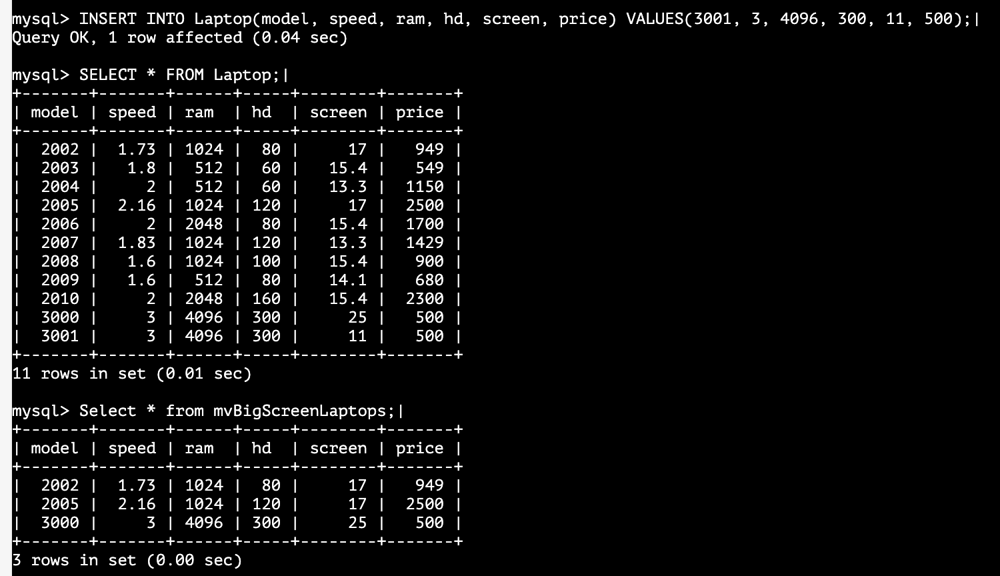 mysql> INSERT INTO Laptop(model, speed, ram, hd, screen, price) VALUES(3001, 3, 4096, 300, 11, 500);|
Query OK, 1 row affected (0.04 sec)

mysql> SELECT * FROM Laptop;|
+-------+-------+------+-----+--------+-------+
| model | speed | ram  | hd  | screen | price |
+-------+-------+------+-----+--------+-------+
|  2002 |  1.73 | 1024 |  80 |     17 |   949 |
|  2003 |   1.8 |  512 |  60 |   15.4 |   549 |
|  2004 |     2 |  512 |  60 |   13.3 |  1150 |
|  2005 |  2.16 | 1024 | 120 |     17 |  2500 |
|  2006 |     2 | 2048 |  80 |   15.4 |  1700 |
|  2007 |  1.83 | 1024 | 120 |   13.3 |  1429 |
|  2008 |   1.6 | 1024 | 100 |   15.4 |   900 |
|  2009 |   1.6 |  512 |  80 |   14.1 |   680 |
|  2010 |     2 | 2048 | 160 |   15.4 |  2300 |
|  3000 |     3 | 4096 | 300 |     25 |   500 |
|  3001 |     3 | 4096 | 300 |     11 |   500 |
+-------+-------+------+-----+--------+-------+
11 rows in set (0.01 sec)

mysql> Select * from mvBigScreenLaptops;|
+-------+-------+------+-----+--------+-------+
| model | speed | ram  | hd  | screen | price |
+-------+-------+------+-----+--------+-------+
|  2002 |  1.73 | 1024 |  80 |     17 |   949 |
|  2005 |  2.16 | 1024 | 120 |     17 |  2500 |
|  3000 |     3 | 4096 | 300 |     25 |   500 |
+-------+-------+------+-----+--------+-------+
3 rows in set (0.00 sec)